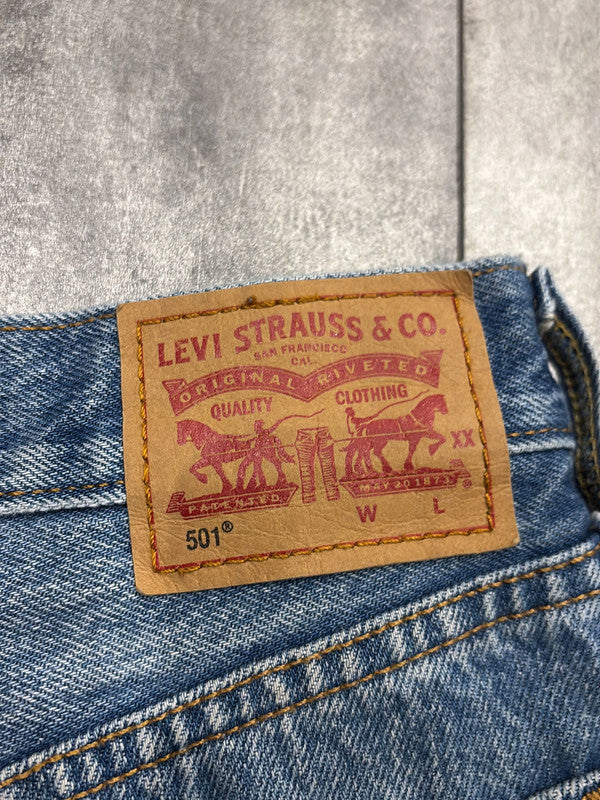 LEVI STRAUSS & CO.
SAN FRANCISCO
CAL.
ORIGINAL RIVETED
QUALITY CLOTHING
XX
PATENTED MAY 20 1873
W L
501®